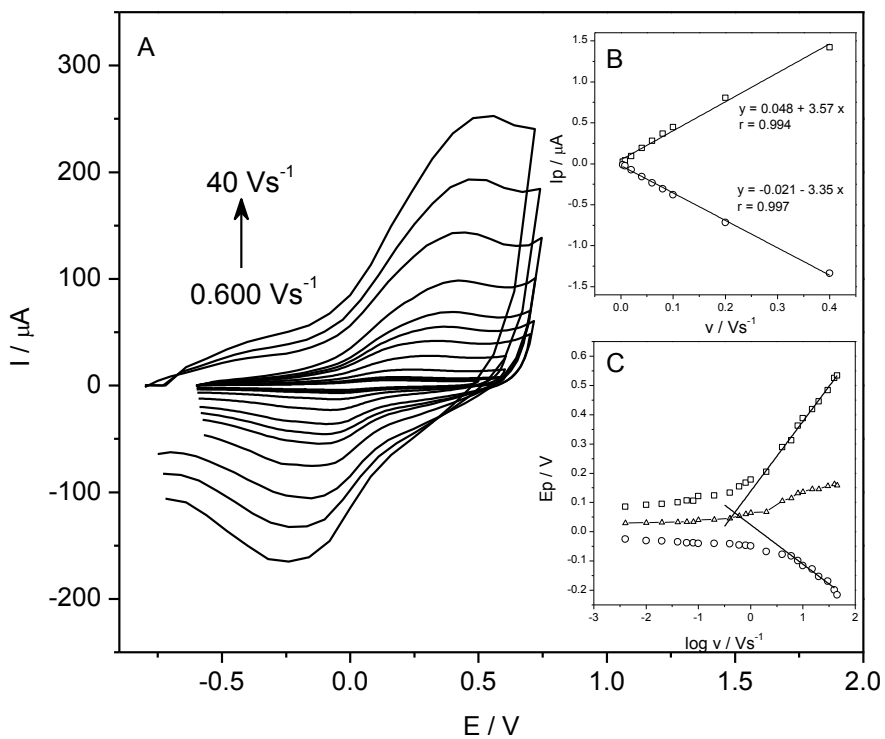 A
300
200
100
0
-100
-200
I / µA
40 Vs⁻¹
0.600 Vs⁻¹
-0.5 0.0 0.5 1.0 1.5 2.0
E / V
B
1.5
1.0
0.5
0.0
-0.5
-1.0
-1.5
Ip / µA
y = 0.048 + 3.57 x
r = 0.994
y = -0.021 - 3.35 x
r = 0.997
0.0 0.1 0.2 0.3 0.4
v / Vs⁻¹
C
0.6
0.5
0.4
0.3
0.2
0.1
0.0
-0.1
-0.2
Ep / V
-3 -2 -1 0 1 2
log v / Vs⁻¹